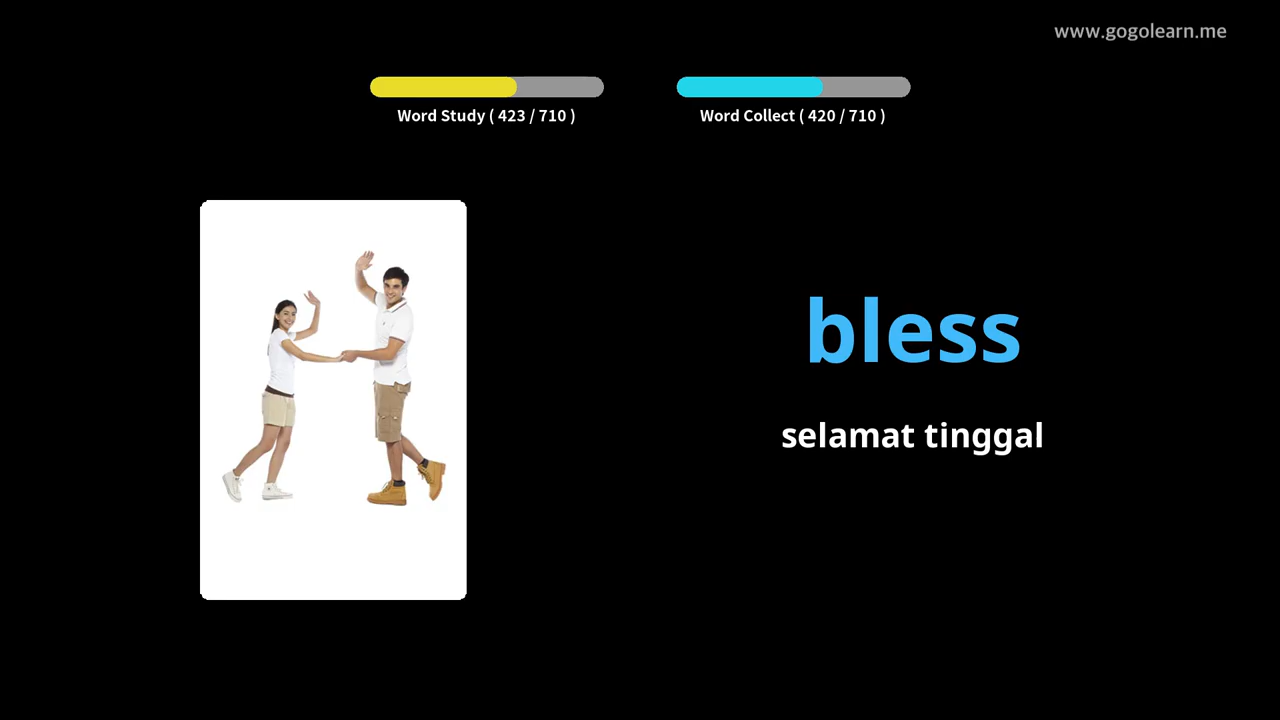 www.gogolearn.me
Word Study ( 423 / 710 )
Word Collect ( 420 / 710 )
bless
selamat tinggal